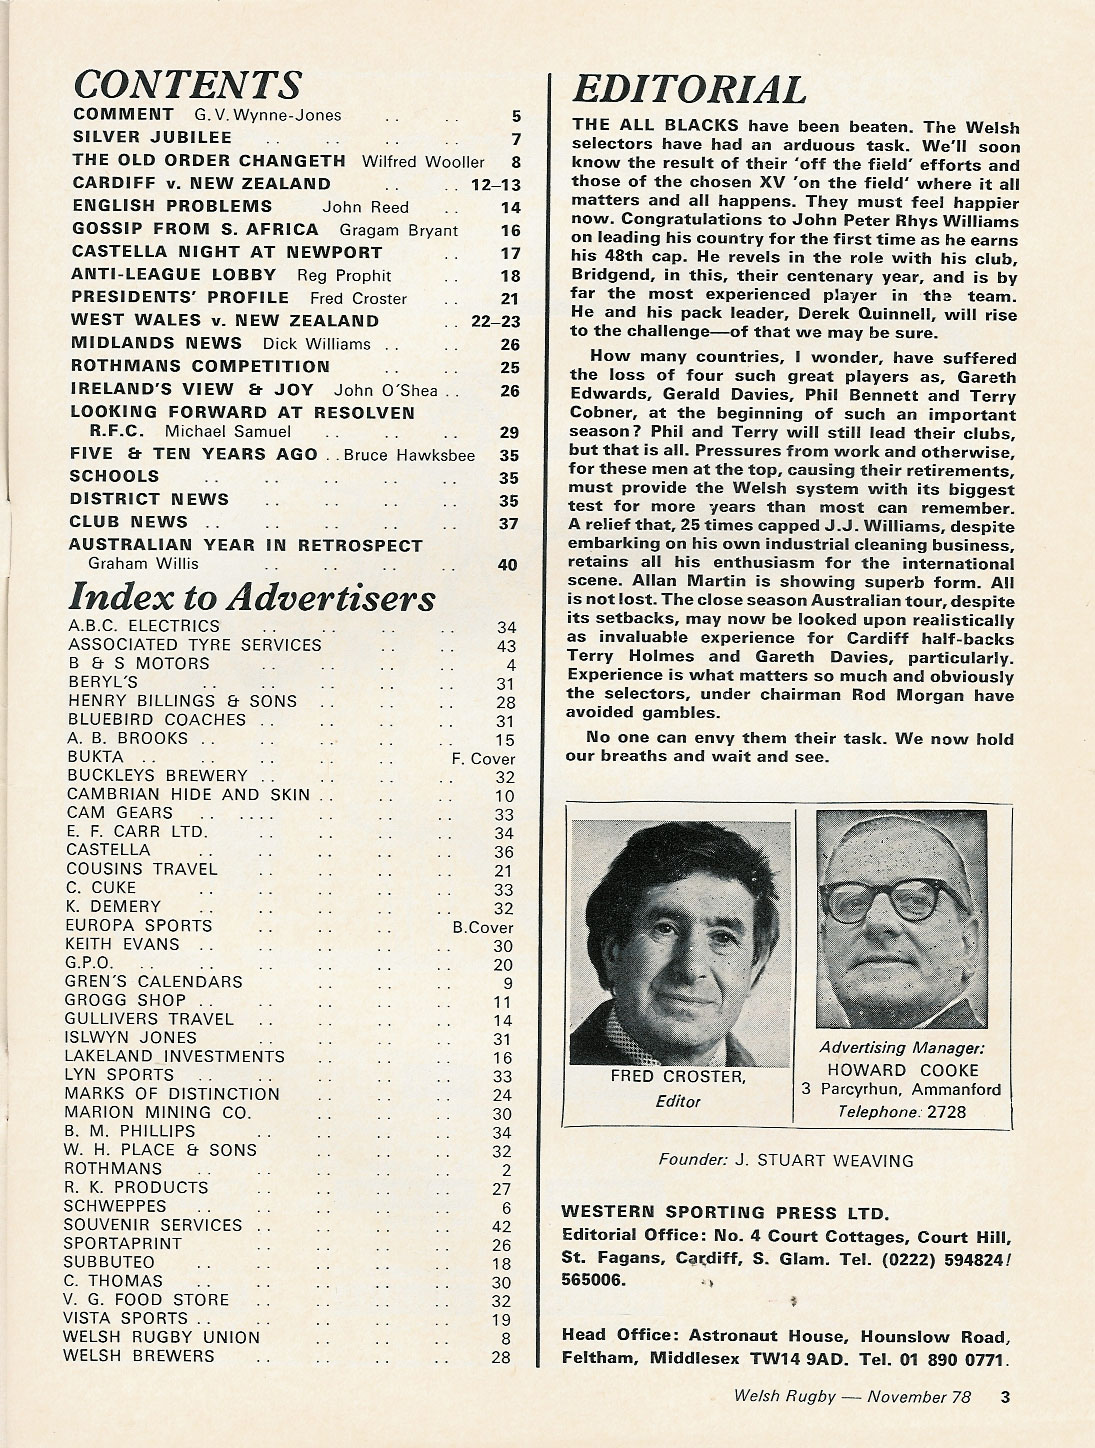 CONTENTS
COMMENT G.V.Wynne-Jones .. .. 5
SILVER JUBILEE .. .. .. .. 7
THE OLD ORDER CHANGETH Wilfred Wooller 8
CARDIFF v. NEW ZEALAND .. .. 12–13
ENGLISH PROBLEMS John Reed .. 14
GOSSIP FROM S. AFRICA Gragam Bryant 16
CASTELLA NIGHT AT NEWPORT .. 17
ANTI-LEAGUE LOBBY Reg Prophit .. 18
PRESIDENTS' PROFILE Fred Croster .. 21
WEST WALES v. NEW ZEALAND .. 22–23
MIDLANDS NEWS Dick Williams .. .. 26
ROTHMANS COMPETITION .. .. 25
IRELAND'S VIEW & JOY John O'Shea .. 26
LOOKING FORWARD AT RESOLVEN
R.F.C. Michael Samuel .. .. .. 29
FIVE & TEN YEARS AGO .. Bruce Hawksbee 35
SCHOOLS .. .. .. .. .. 35
DISTRICT NEWS .. .. .. .. 35
CLUB NEWS .. .. .. .. .. 37
AUSTRALIAN YEAR IN RETROSPECT
Graham Willis .. .. .. .. 40
Index to Advertisers
A.B.C. ELECTRICS .. .. .. .. 34
ASSOCIATED TYRE SERVICES .. .. 43
B & S MOTORS .. .. .. .. 4
BERYL'S .. .. .. .. .. 31
HENRY BILLINGS & SONS .. .. .. 28
BLUEBIRD COACHES .. .. .. .. 31
A. B. BROOKS .. .. .. .. .. 15
BUKTA .. .. .. .. .. F. Cover
BUCKLEYS BREWERY .. .. .. .. 32
CAMBRIAN HIDE AND SKIN .. .. .. 10
CAM GEARS .. .... .. .. .. 33
E. F. CARR LTD. .. .. .. .. 34
CASTELLA .. .. .. .. .. 36
COUSINS TRAVEL .. .. .. .. 21
C. CUKE .. .. .. .. .. 33
K. DEMERY .. .. .. .. .. 32
EUROPA SPORTS .. .. .. B.Cover
KEITH EVANS .. .. .. .. .. 30
G.P.O. .. .. .. .. .. .. 20
GREN'S CALENDARS .. .. .. 9
GROGG SHOP .. .. .. .. .. 11
GULLIVERS TRAVEL .. .. .. .. 14
ISLWYN JONES .. .. .. .. .. 31
LAKELAND INVESTMENTS .. .. .. 16
LYN SPORTS .. .. .. .. .. 33
MARKS OF DISTINCTION .. .. .. 24
MARION MINING CO. .. .. .. 30
B. M. PHILLIPS .. .. .. .. 34
W. H. PLACE & SONS .. .. .. 32
ROTHMANS .. .. .. .. .. 2
R. K. PRODUCTS .. .. .. .. 27
SCHWEPPES .. .. .. .. .. 6
SOUVENIR SERVICES .. .. .. .. 42
SPORTAPRINT .. .. .. .. 26
SUBBUTEO .. .. .. .. .. 18
C. THOMAS .. .. .. .. .. 30
V. G. FOOD STORE .. .. .. .. 32
VISTA SPORTS .. .. .. .. .. 19
WELSH RUGBY UNION .. .. .. 8
WELSH BREWERS .. .. .. .. 28
EDITORIAL
THE ALL BLACKS have been beaten. The Welsh
selectors have had an arduous task. We'll soon
know the result of their 'off the field' efforts and
those of the chosen XV 'on the field' where it all
matters and all happens. They must feel happier
now. Congratulations to John Peter Rhys Williams
on leading his country for the first time as he earns
his 48th cap. He revels in the role with his club,
Bridgend, in this, their centenary year, and is by
far the most experienced player in the team.
He and his pack leader, Derek Quinnell, will rise
to the challenge—of that we may be sure.
How many countries, I wonder, have suffered
the loss of four such great players as, Gareth
Edwards, Gerald Davies, Phil Bennett and Terry
Cobner, at the beginning of such an important
season? Phil and Terry will still lead their clubs,
but that is all. Pressures from work and otherwise,
for these men at the top, causing their retirements,
must provide the Welsh system with its biggest
test for more years than most can remember.
A relief that, 25 times capped J.J. Williams, despite
embarking on his own industrial cleaning business,
retains all his enthusiasm for the international
scene. Allan Martin is showing superb form. All
is not lost. The close season Australian tour, despite
its setbacks, may now be looked upon realistically
as invaluable experience for Cardiff half-backs
Terry Holmes and Gareth Davies, particularly.
Experience is what matters so much and obviously
the selectors, under chairman Rod Morgan have
avoided gambles.
No one can envy them their task. We now hold
our breaths and wait and see.
FRED CROSTER,
Editor
Advertising Manager:
HOWARD COOKE
3 Parcyrhun, Ammanford
Telephone: 2728
Founder: J. STUART WEAVING
WESTERN SPORTING PRESS LTD.
Editorial Office: No. 4 Court Cottages, Court Hill,
St. Fagans, Cardiff, S. Glam. Tel. (0222) 594824/
565006.
Head Office: Astronaut House, Hounslow Road,
Feltham, Middlesex TW14 9AD. Tel. 01 890 0771.
Welsh Rugby — November 78 3